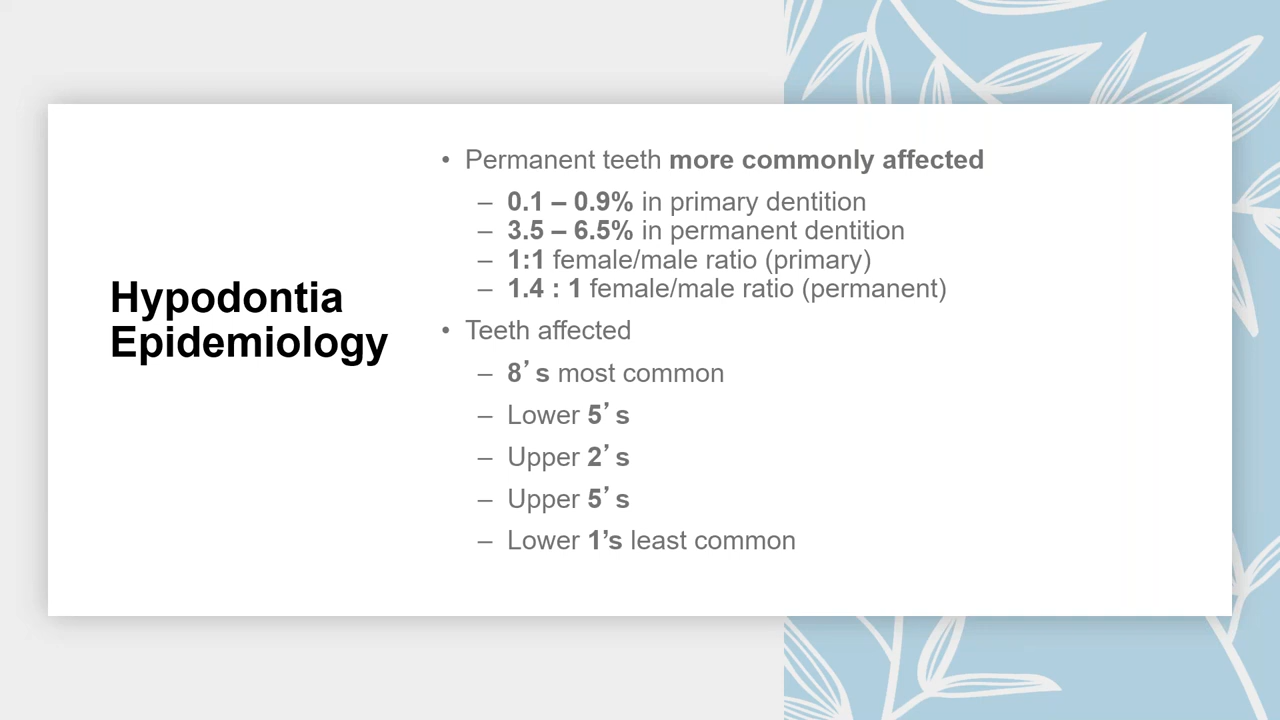 Hypodontia
Epidemiology
• Permanent teeth more commonly affected
– 0.1 – 0.9% in primary dentition
– 3.5 – 6.5% in permanent dentition
– 1:1 female/male ratio (primary)
– 1.4 : 1 female/male ratio (permanent)
• Teeth affected
– 8’ s most common
– Lower 5’ s
– Upper 2’ s
– Upper 5’ s
– Lower 1’s least common